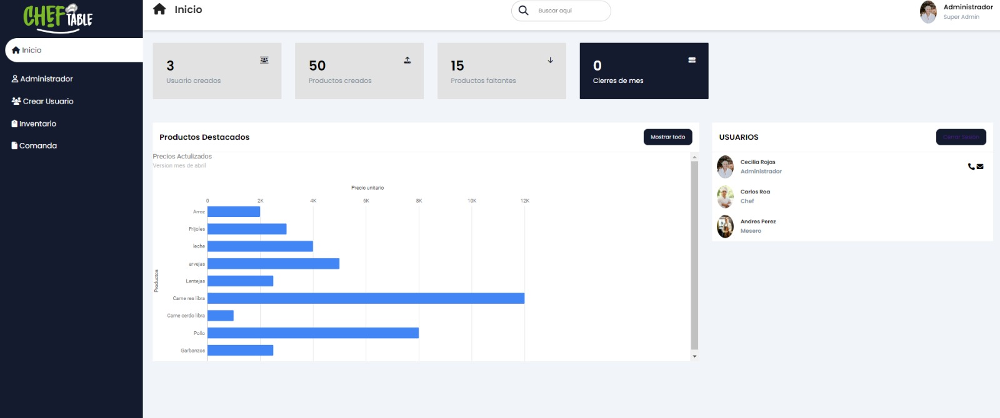 CHEF TABLE
Inicio
Administrador
Crear Usuario
Inventario
Comanda
Inicio
Buscar aqui
Administrador
Super Admin
3
Usuario creados
50
Productos creados
15
Productos faltantes
0
Cierres de mes
Productos Destacados
Mostrar todo
Precios Actulizados
Version mes de abril
Precio unitario
0 2K 4K 6K 8K 10K 12K
Productos
Arroz
Frijoles
leche
arvejas
Lentejas
Carne res libra
Carne cerdo libra
Pollo
Garbanzos
USUARIOS
Cerrar Sesión
Cecilia Rojas
Administrador
Carlos Roa
Chef
Andres Perez
Mesero